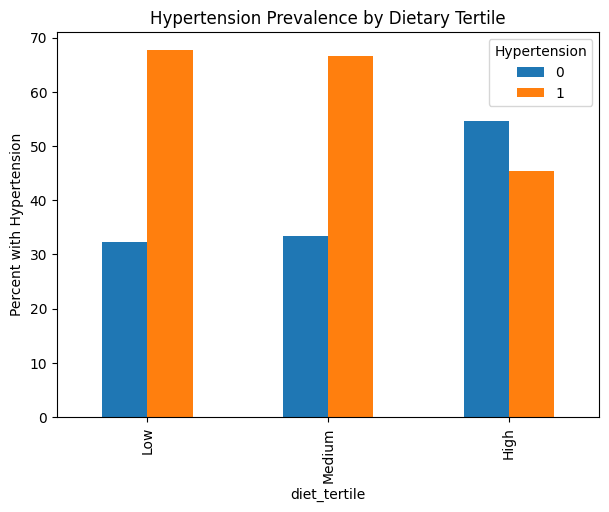 Hypertension Prevalence by Dietary Tertile
Hypertension
0
1
Percent with Hypertension
70
60
50
40
30
20
10
0
Low
Medium
High
diet_tertile